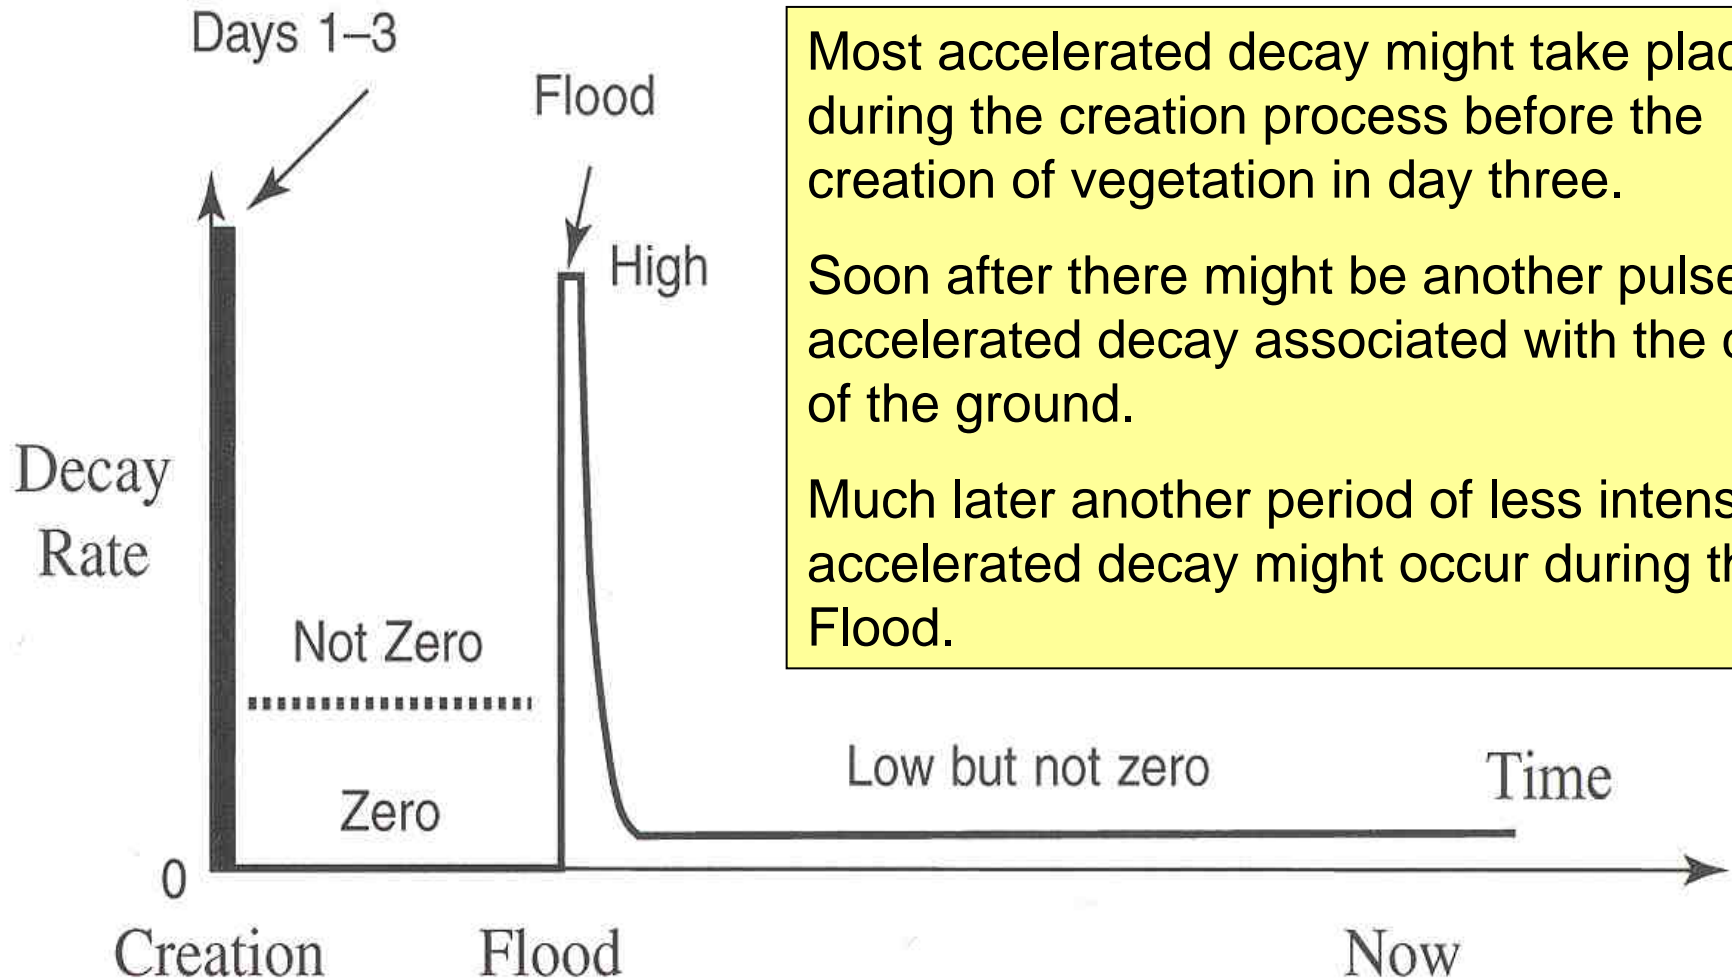 Days 1–3
Flood
High
Most accelerated decay might take plac
during the creation process before the
creation of vegetation in day three.
Soon after there might be another pulse
accelerated decay associated with the
of the ground.
Much later another period of less intens
accelerated decay might occur during th
Flood.
Decay
Rate
Not Zero
Zero
Low but not zero
Time
0
Creation
Flood
Now